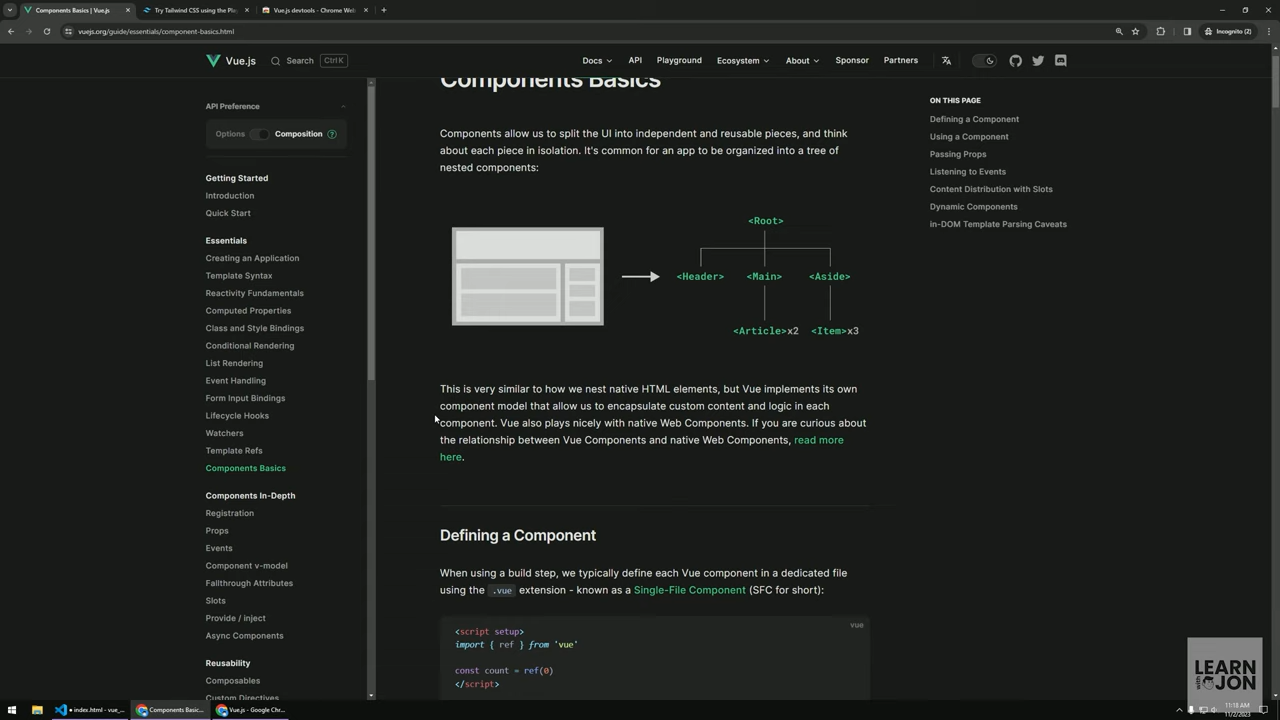 Components Basics | Vue.js
Try Tailwind CSS using the Pla
Vue.js devtools - Chrome Web
vuejs.org/guide/essentials/component-basics.html
Incognito (2)
Vue.js
Search
Ctrl K
Docs
API
Playground
Ecosystem
About
Sponsor
Partners
API Preference
Options
Composition
?
Getting Started
Introduction
Quick Start
Essentials
Creating an Application
Template Syntax
Reactivity Fundamentals
Computed Properties
Class and Style Bindings
Conditional Rendering
List Rendering
Event Handling
Form Input Bindings
Lifecycle Hooks
Watchers
Template Refs
Components Basics
Components In-Depth
Registration
Props
Events
Component v-model
Fallthrough Attributes
Slots
Provide / inject
Async Components
Reusability
Composables
Custom Directives
Components Basics
Components allow us to split the UI into independent and reusable pieces, and think
about each piece in isolation. It's common for an app to be organized into a tree of
nested components:
<Root>
<Header>
<Main>
<Aside>
<Article>x2
<Item>x3
This is very similar to how we nest native HTML elements, but Vue implements its own
component model that allow us to encapsulate custom content and logic in each
component. Vue also plays nicely with native Web Components. If you are curious about
the relationship between Vue Components and native Web Components, read more
here.
Defining a Component
When using a build step, we typically define each Vue component in a dedicated file
using the .vue extension - known as a Single-File Component (SFC for short):
vue
<script setup>
import { ref } from 'vue'
const count = ref(0)
</script>
ON THIS PAGE
Defining a Component
Using a Component
Passing Props
Listening to Events
Content Distribution with Slots
Dynamic Components
in-DOM Template Parsing Caveats
LEARN
JON
index.html - vue_...
Components Basic...
Vue.js - Google Chr...
11:18 AM
11/2/2023